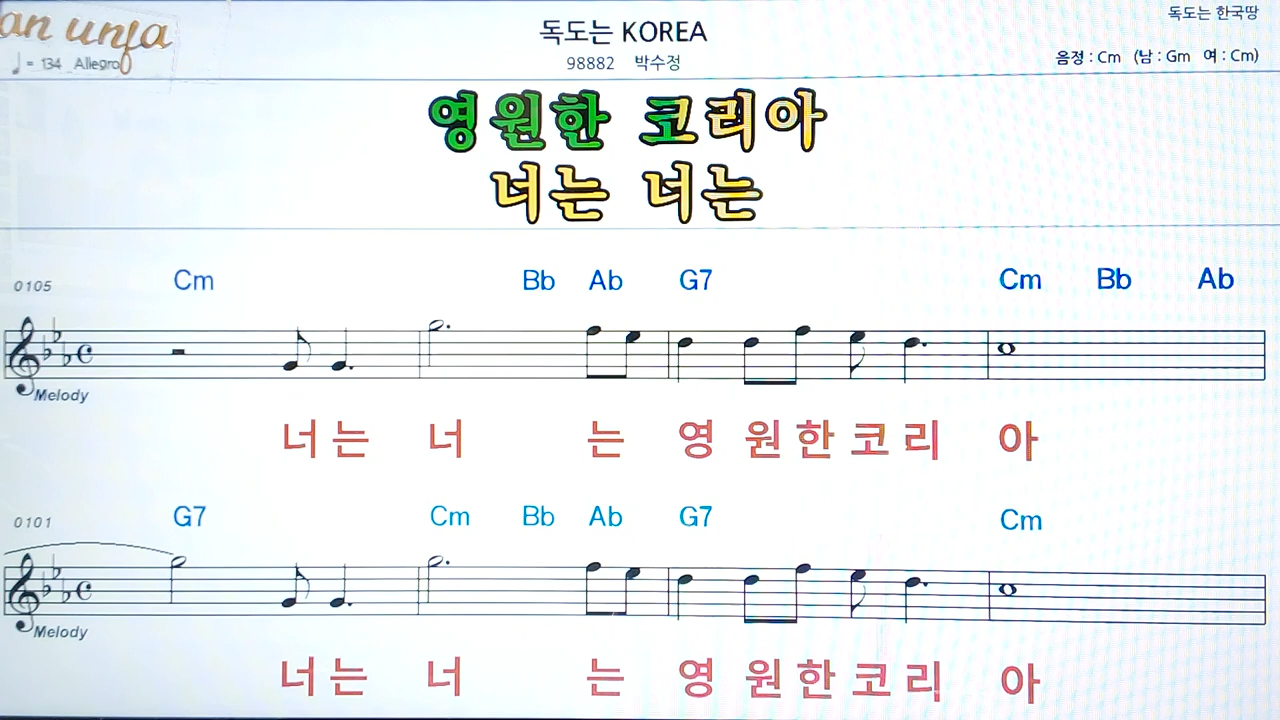 an unfa
독도는 KOREA
독도는 한국땅
♩ = 134 Allegro
98882 박수정
음정 : Cm (남 : Gm 여 : Cm)
영원한 코리아
너는 너는
0105 Cm Bb Ab G7 Cm Bb Ab
Melody
너는 너 는 영 원한코리 아
0101 G7 Cm Bb Ab G7 Cm
Melody
너는 너 는 영 원한코리 아